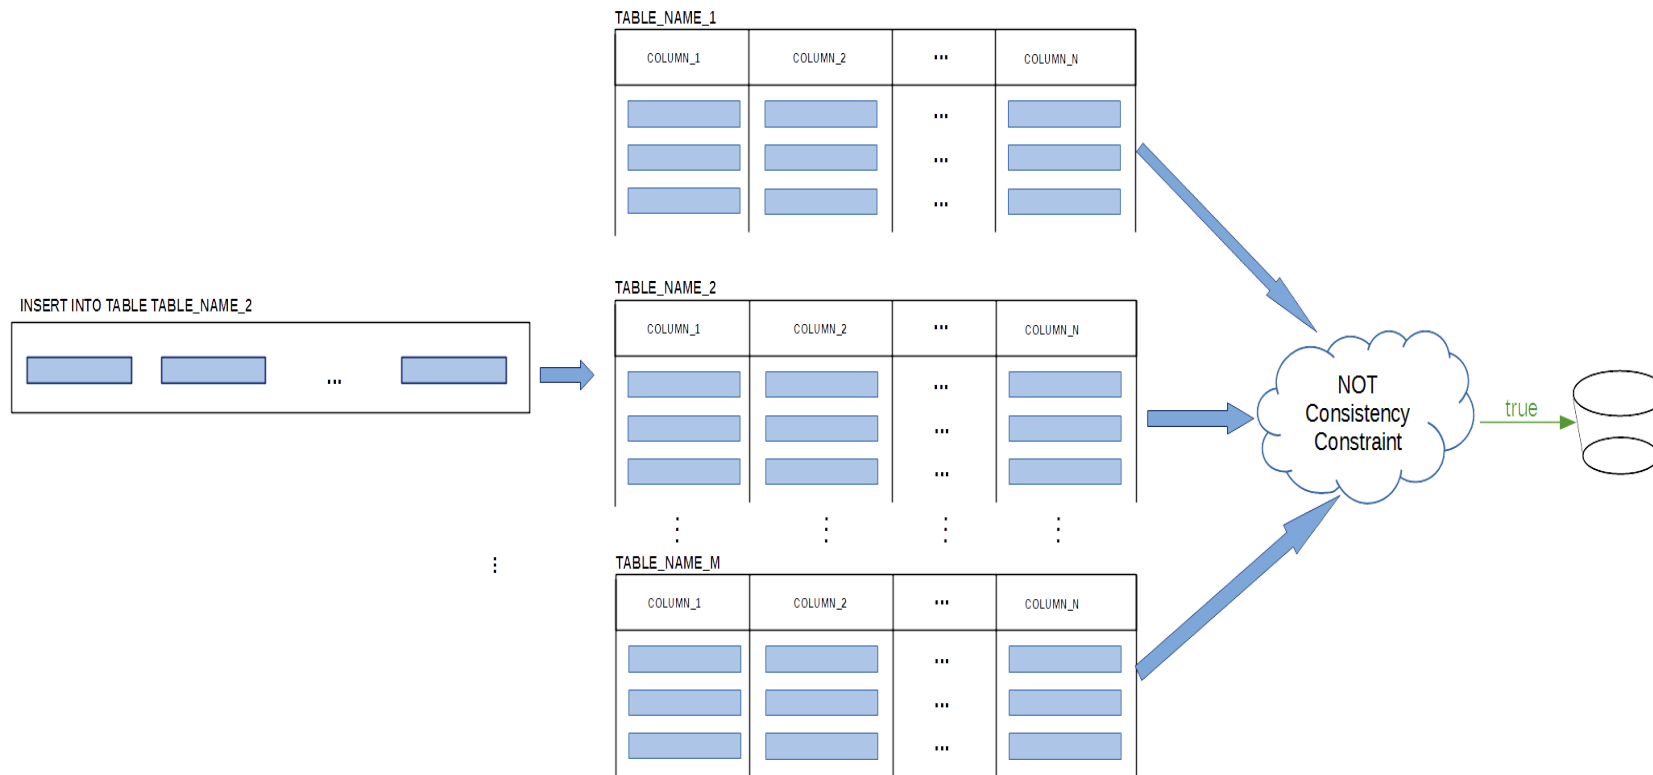 TABLE_NAME_1
COLUMN_1 COLUMN_2 ... COLUMN_N
...
...
...
INSERT INTO TABLE TABLE_NAME_2
...
TABLE_NAME_2
COLUMN_1 COLUMN_2 ... COLUMN_N
...
...
...
NOT
Consistency
Constraint
true
TABLE_NAME_M
COLUMN_1 COLUMN_2 ... COLUMN_N
...
...
...